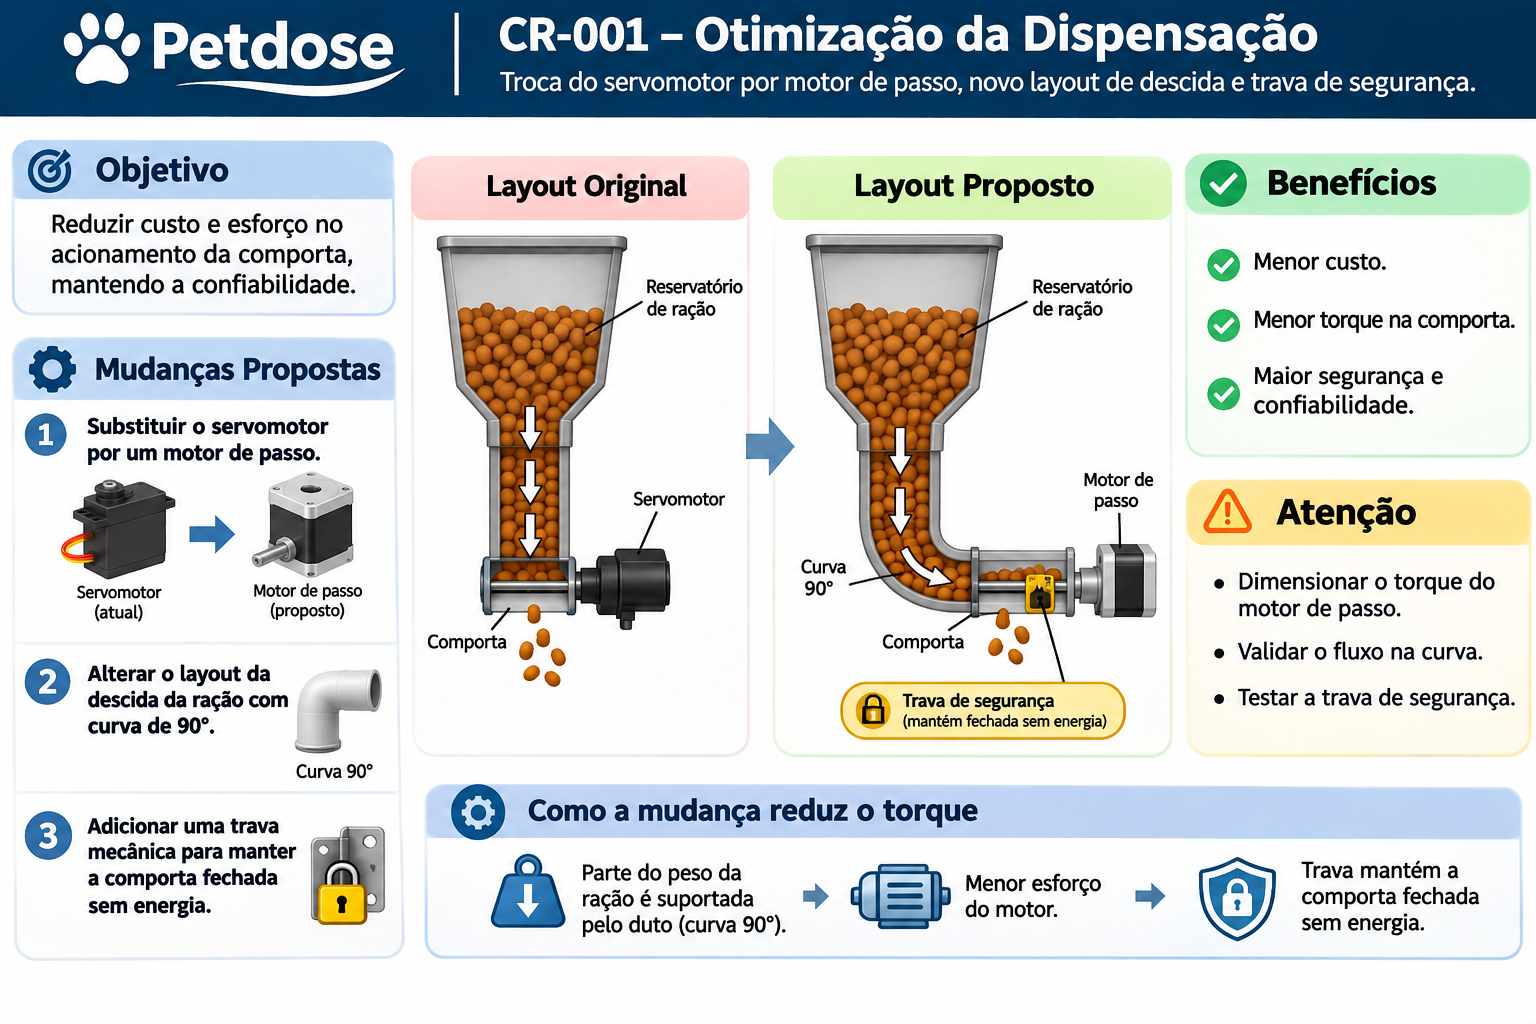 Petdose
CR-001 – Otimização da Dispensação
Troca do servomotor por motor de passo, novo layout de descida e trava de segurança.
Objetivo
Reduzir custo e esforço no
acionamento da comporta,
mantendo a confiabilidade.
Mudanças Propostas
1
Substituir o servomotor
por um motor de passo.
Servomotor
(atual)
Motor de passo
(proposto)
2
Alterar o layout da
descida da ração com
curva de 90°.
Curva 90°
3
Adicionar uma trava
mecânica para manter
a comporta fechada
sem energia.
Layout Original
Reservatório
de ração
Servomotor
Comporta
Layout Proposto
Reservatório
de ração
Motor de
passo
Curva
90°
Comporta
Trava de segurança
(mantém fechada sem energia)
Benefícios
Menor custo.
Menor torque na comporta.
Maior segurança e
confiabilidade.
Atenção
• Dimensionar o torque do
motor de passo.
• Validar o fluxo na curva.
• Testar a trava de segurança.
Como a mudança reduz o torque
Parte do peso da
ração é suportada
pelo duto (curva 90°).
Menor esforço
do motor.
Trava mantém a
comporta fechada
sem energia.